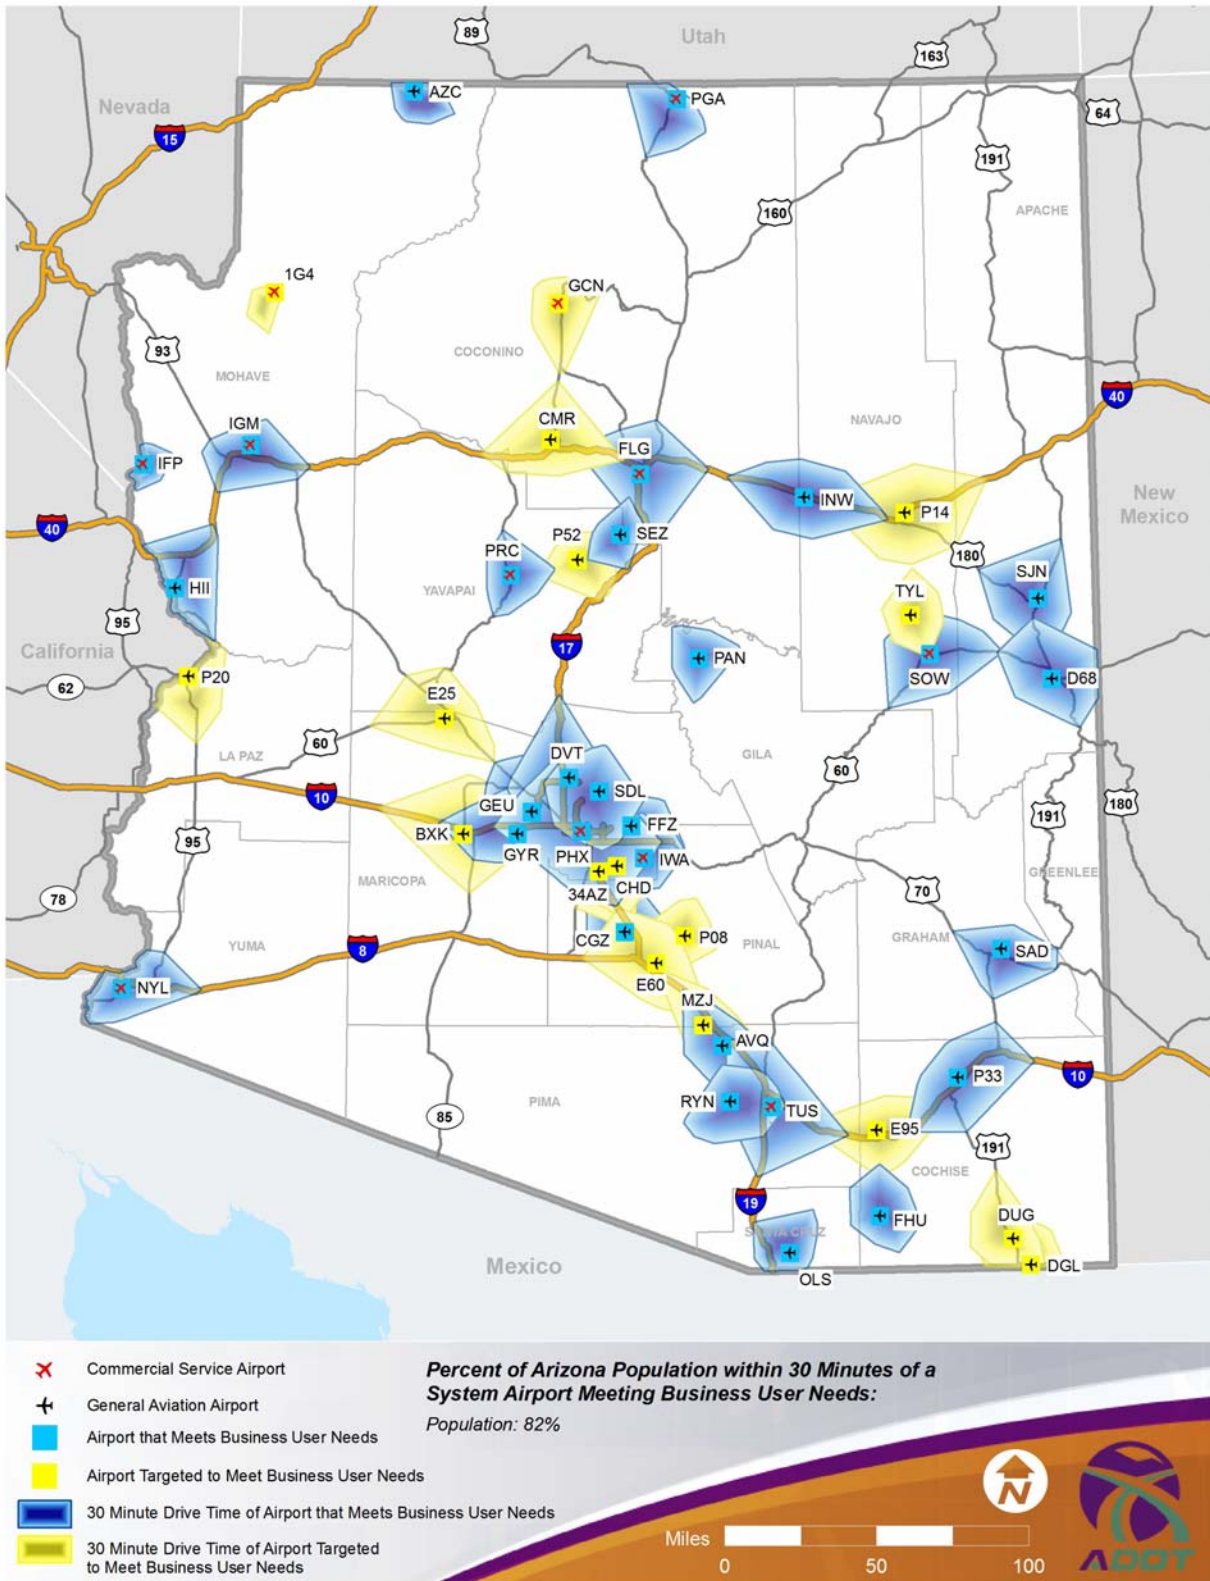 89
Utah
163
AZC
PGA
Nevada
64
15
191
160
APACHE
1G4
GCN
93
COCONINO
MOHAVE
40
IGM
CMR
NAVAJO
FLG
IFP
INW
New
Mexico
P14
40
P52
SEZ
180
PRC
SJN
HII
YAVAPAI
TYL
95
17
California
PAN
62
P20
SOW
D68
E25
60
LA PAZ
DVT
GILA
60
10
SDL
180
GEU
191
BXK
FFZ
95
GYR
PHX
IWA
MARICOPA
34AZ
CHD
70
GREENLEE
78
CGZ
P08
YUMA
8
PINAL
GRAHAM
SAD
NYL
E60
MZJ
AVQ
P33
10
PIMA
RYN
TUS
85
E95
191
COCHISE
19
FHU
DUG
SANTA CRUZ
Mexico
DGL
OLS
Commercial Service Airport
General Aviation Airport
Airport that Meets Business User Needs
Airport Targeted to Meet Business User Needs
30 Minute Drive Time of Airport that Meets Business User Needs
30 Minute Drive Time of Airport Targeted
to Meet Business User Needs
Percent of Arizona Population within 30 Minutes of a
System Airport Meeting Business User Needs:
Population: 82%
N
Miles
0 50 100
ADOT